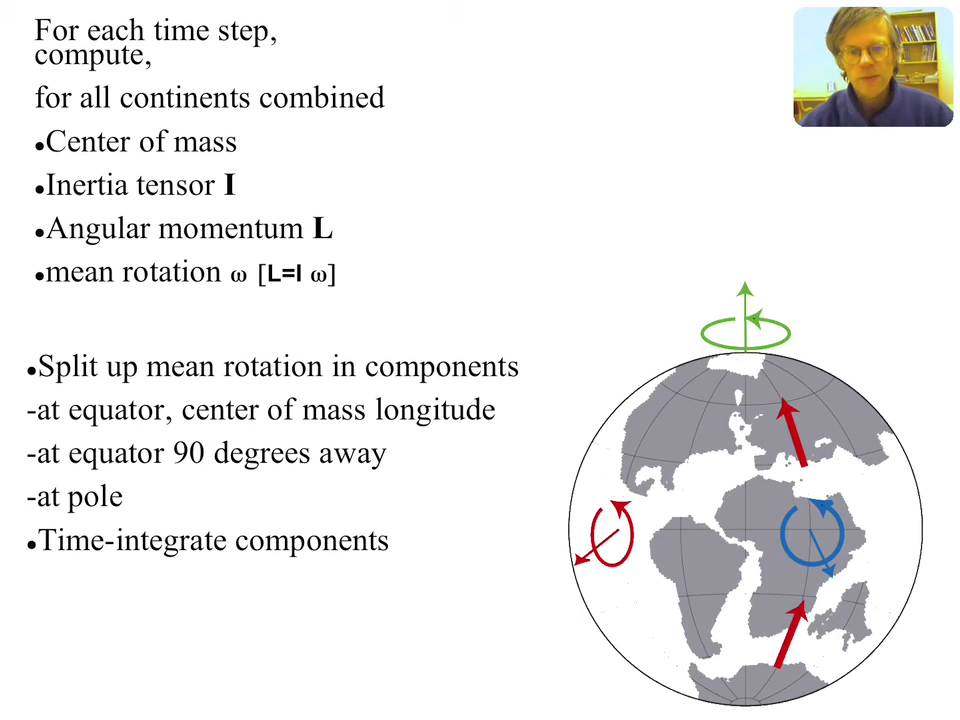 For each time step,
compute,
for all continents combined
•Center of mass
•Inertia tensor I
•Angular momentum L
•mean rotation ω [L=I ω]
•Split up mean rotation in components
-at equator, center of mass longitude
-at equator 90 degrees away
-at pole
•Time-integrate components